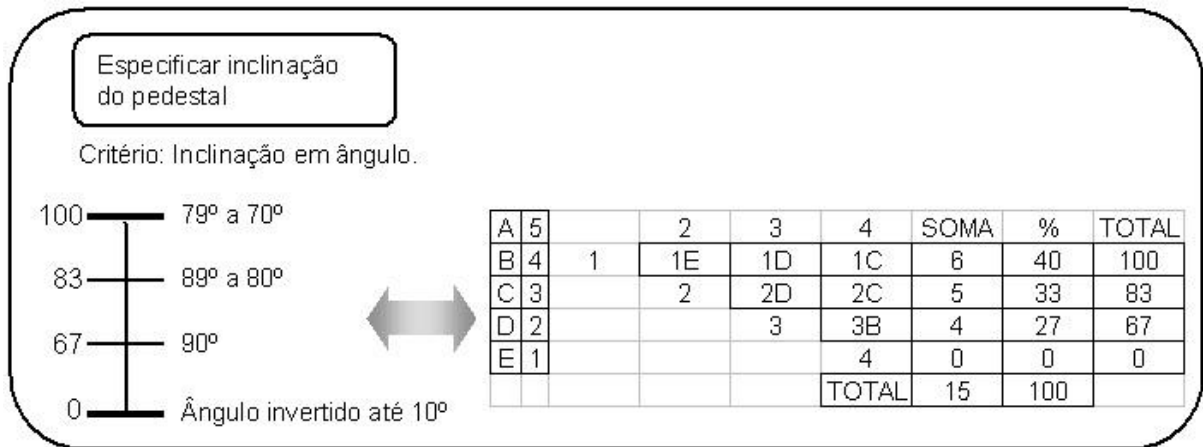 Especificar inclinação
do pedestal
Critério: Inclinação em ângulo.
100 79º a 70º
83 89º a 80º
67 90º
0 Ângulo invertido até 10º
A 5 2 3 4 SOMA % TOTAL
B 4 1 1E 1D 1C 6 40 100
C 3 2 2D 2C 5 33 83
D 2 3 3B 4 27 67
E 1 4 0 0 0
TOTAL 15 100